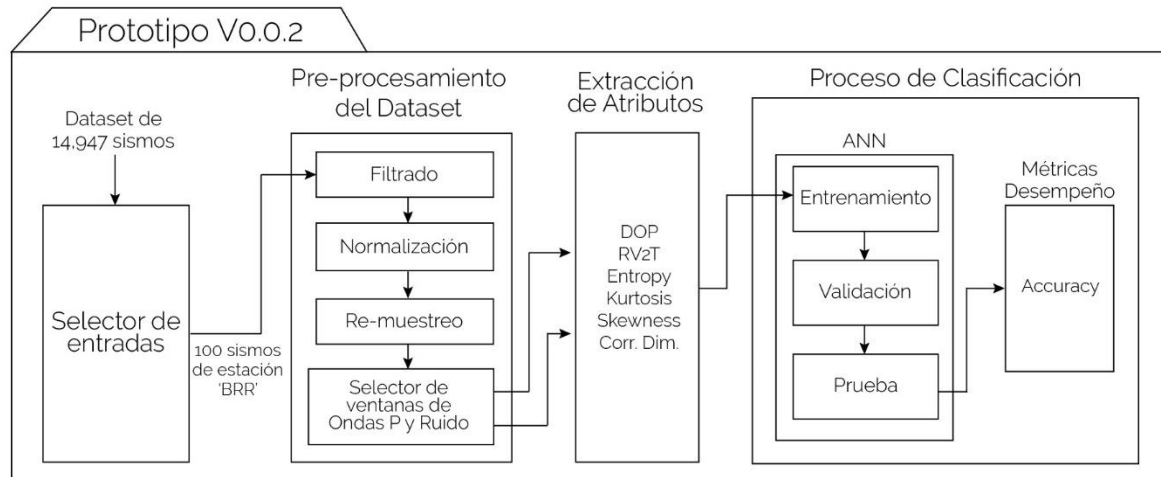 Prototipo V0.0.2
Dataset de
14,947 sismos
Selector de
entradas
100 sismos
de estación
'BRR'
Pre-procesamiento
del Dataset
Filtrado
Normalización
Re-muestreo
Selector de
ventanas de
Ondas P y Ruido
Extracción
de Atributos
DOP
RV2T
Entropy
Kurtosis
Skewness
Corr. Dim.
Proceso de Clasificación
ANN
Entrenamiento
Validación
Prueba
Métricas
Desempeño
Accuracy